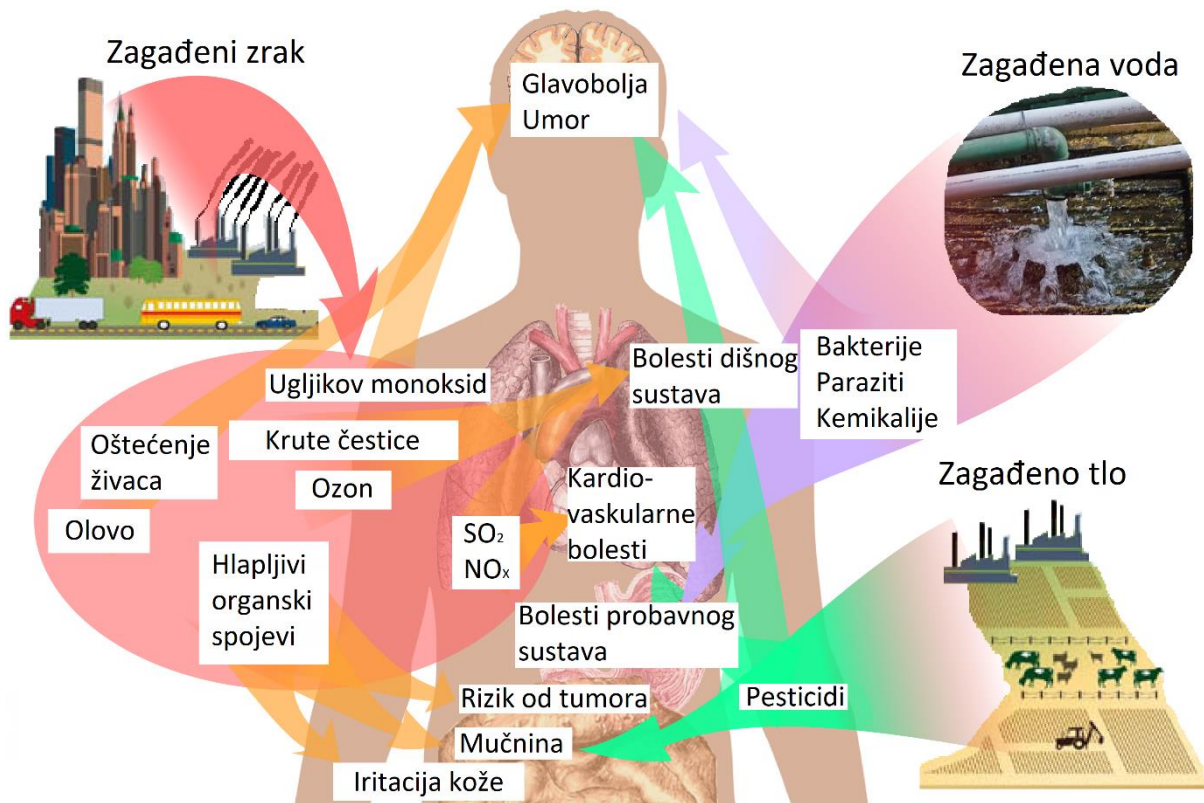 Zagađeni zrak
Zagađena voda
Glavobolja
Umor
Ugljikov monoksid
Bolesti dišnog
sustava
Bakterije
Paraziti
Kemikalije
Krute čestice
Oštećenje
živaca
Ozon
Olovo
Kardio-
vaskularne
bolesti
Zagađeno tlo
SO₂
NOₓ
Hlapljivi
organski
spojevi
Bolesti probavnog
sustava
Rizik od tumora
Pesticidi
Mučnina
Iritacija kože